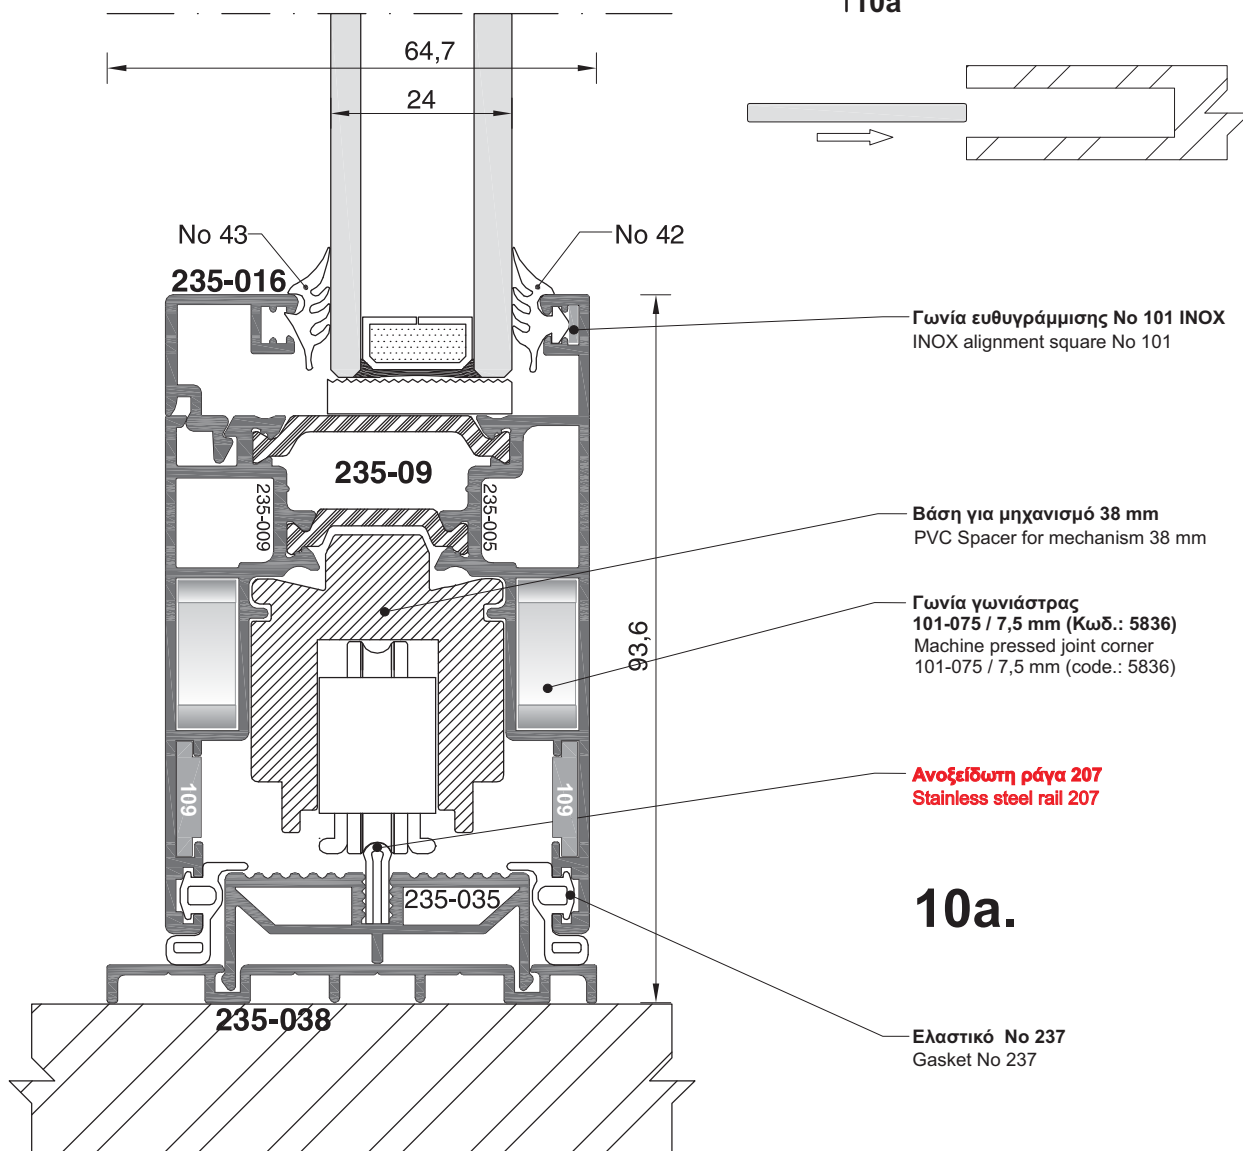 10a
64,7
24
No 43
No 42
235-016
Γωνία ευθυγράμμισης Νο 101 INOX
INOX alignment square No 101
235-09
235-009
235-005
Βάση για μηχανισμό 38 mm
PVC Spacer for mechanism 38 mm
Γωνία γωνιάστρας
101-075 / 7,5 mm (Κωδ.: 5836)
Machine pressed joint corner
101-075 / 7,5 mm (code.: 5836)
93,6
Ανοξείδωτη ράγα 207
Stainless steel rail 207
109
109
235-035
10a.
235-038
Ελαστικό Νο 237
Gasket No 237